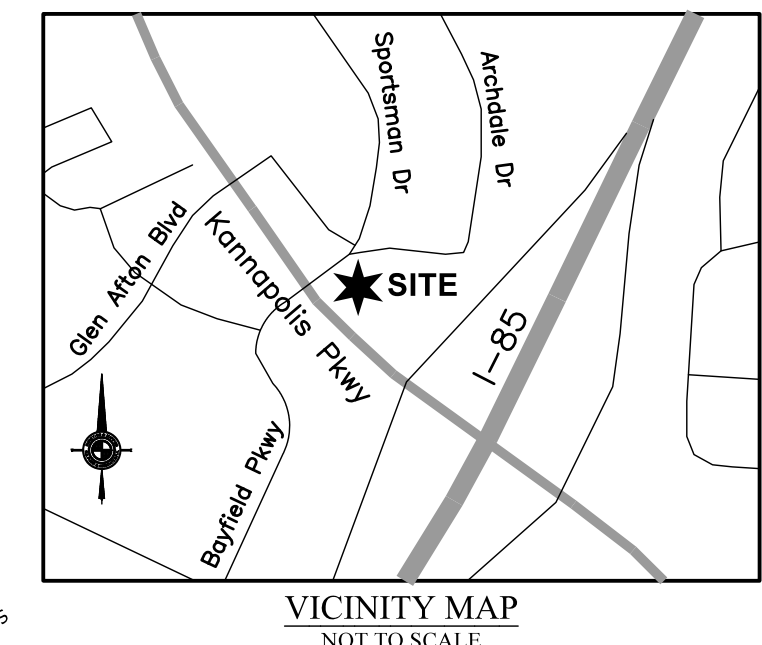 Sportsman Dr
Archdale Dr
Glen Afton Blvd
Kannapolis Pkwy
SITE
I-85
Bayfield Pkwy
VICINITY MAP
NOT TO SCALE